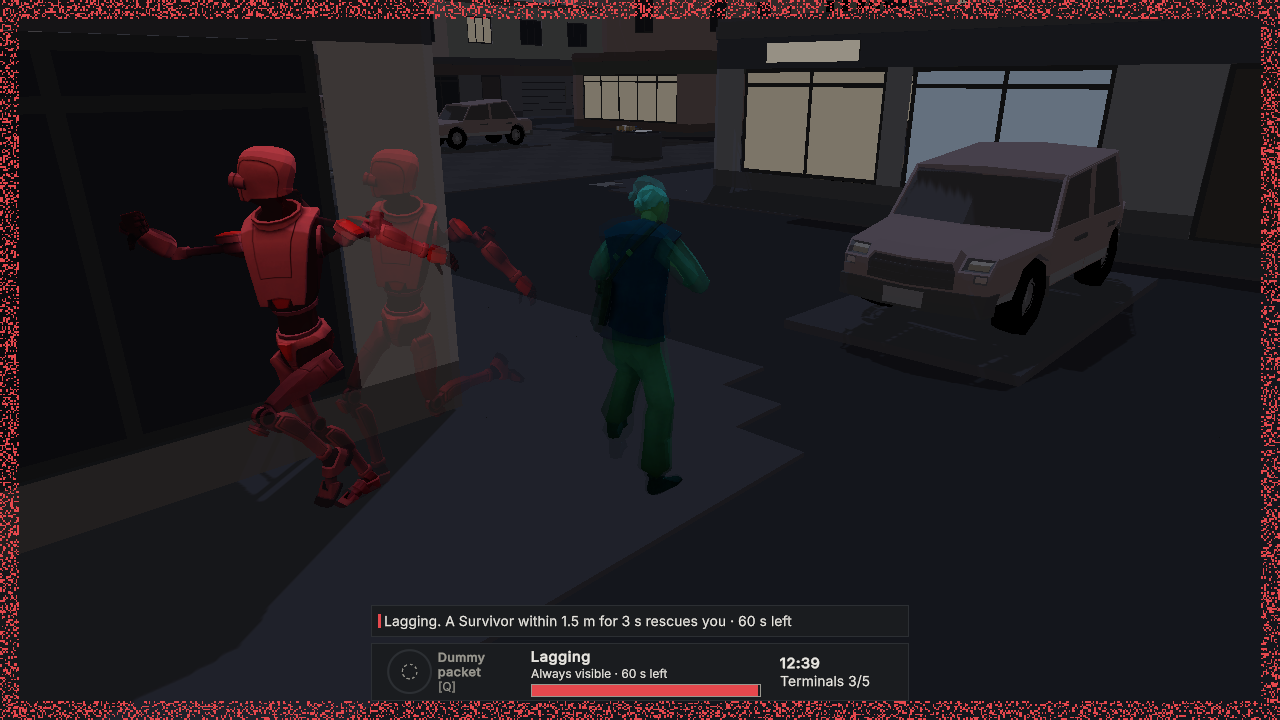 Lagging. A Survivor within 1.5 m for 3 s rescues you · 60 s left
Dummy
packet
[Q]
Lagging
Always visible · 60 s left
12:39
Terminals 3/5